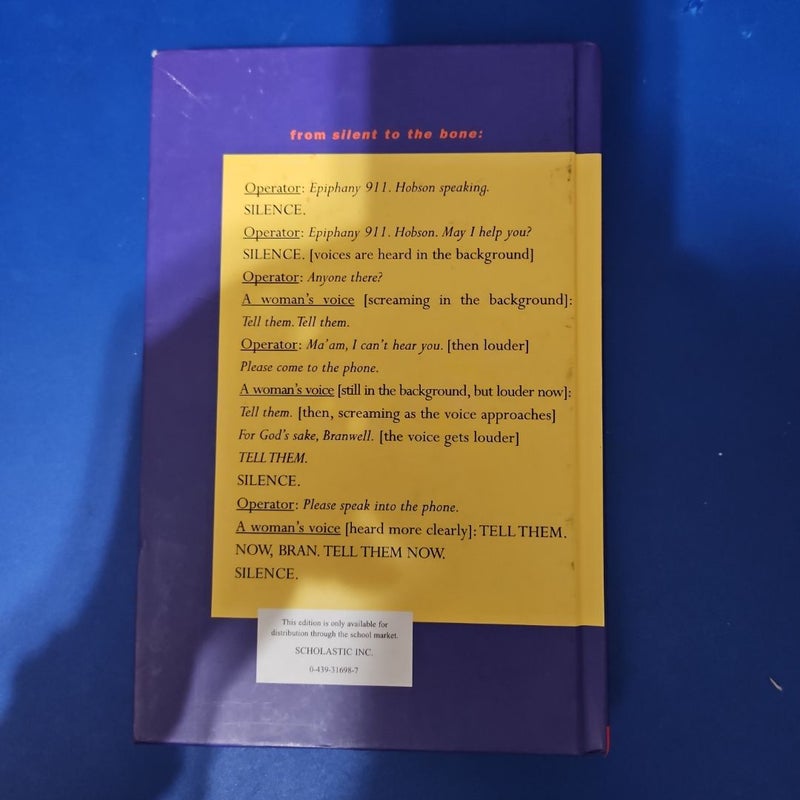 from silent to the bone:
Operator: Epiphany 911. Hobson speaking.
SILENCE.
Operator: Epiphany 911. Hobson. May I help you?
SILENCE. [voices are heard in the background]
Operator: Anyone there?
A woman's voice [screaming in the background]:
Tell them. Tell them.
Operator: Ma'am, I can't hear you. [then louder]
Please come to the phone.
A woman's voice [still in the background, but louder now]:
Tell them. [then, screaming as the voice approaches]
For God's sake, Branwell. [the voice gets louder]
TELL THEM.
SILENCE.
Operator: Please speak into the phone.
A woman's voice [heard more clearly]: TELL THEM.
NOW, BRAN. TELL THEM NOW.
SILENCE.
This edition is only available for
distribution through the school market.
SCHOLASTIC INC.
0-439-31698-7